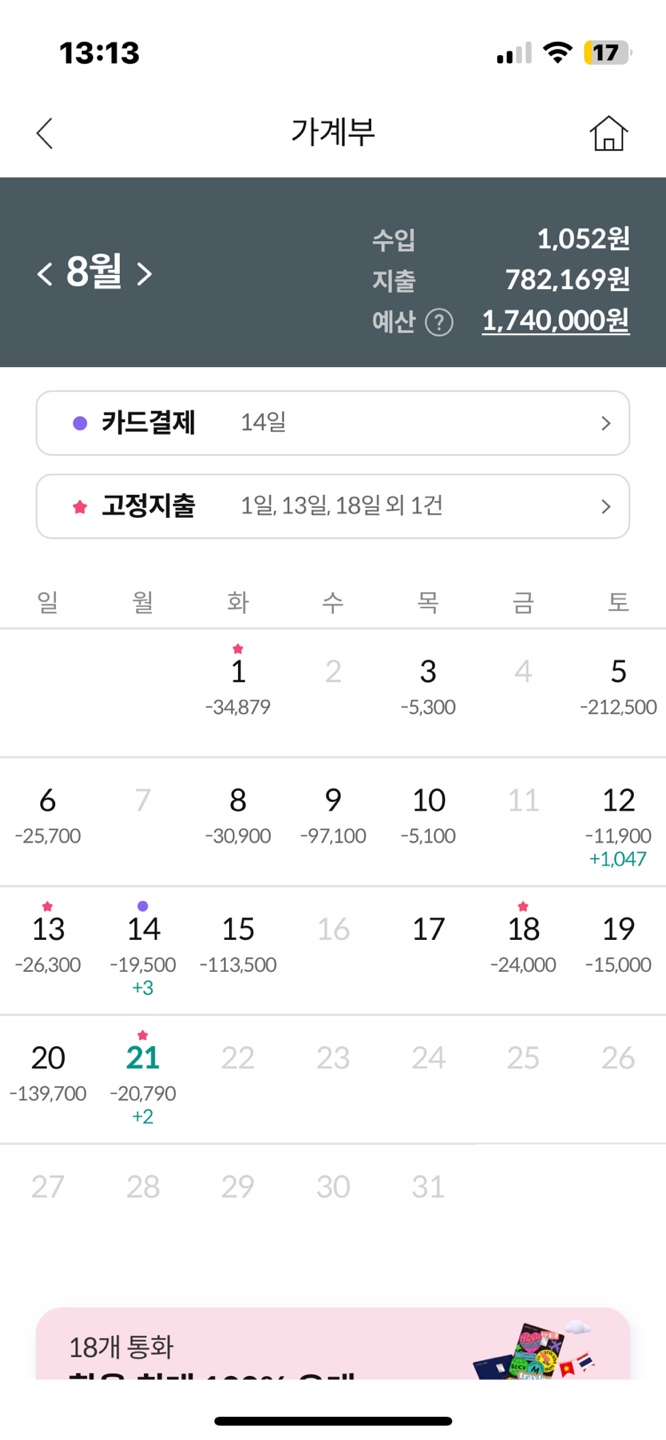 13:13
17
가계부
8월
수입 1,052원
지출 782,169원
예산 ? 1,740,000원
카드결제 14일
고정지출 1일, 13일, 18일 외 1건
일 월 화 수 목 금 토
1 2 3 4 5
-34,879 -5,300 -212,500
6 7 8 9 10 11 12
-25,700 -30,900 -97,100 -5,100 -11,900
+1,047
13 14 15 16 17 18 19
-26,300 -19,500 -113,500 -24,000 -15,000
+3
20 21 22 23 24 25 26
-139,700 -20,790
+2
27 28 29 30 31
18개 통화